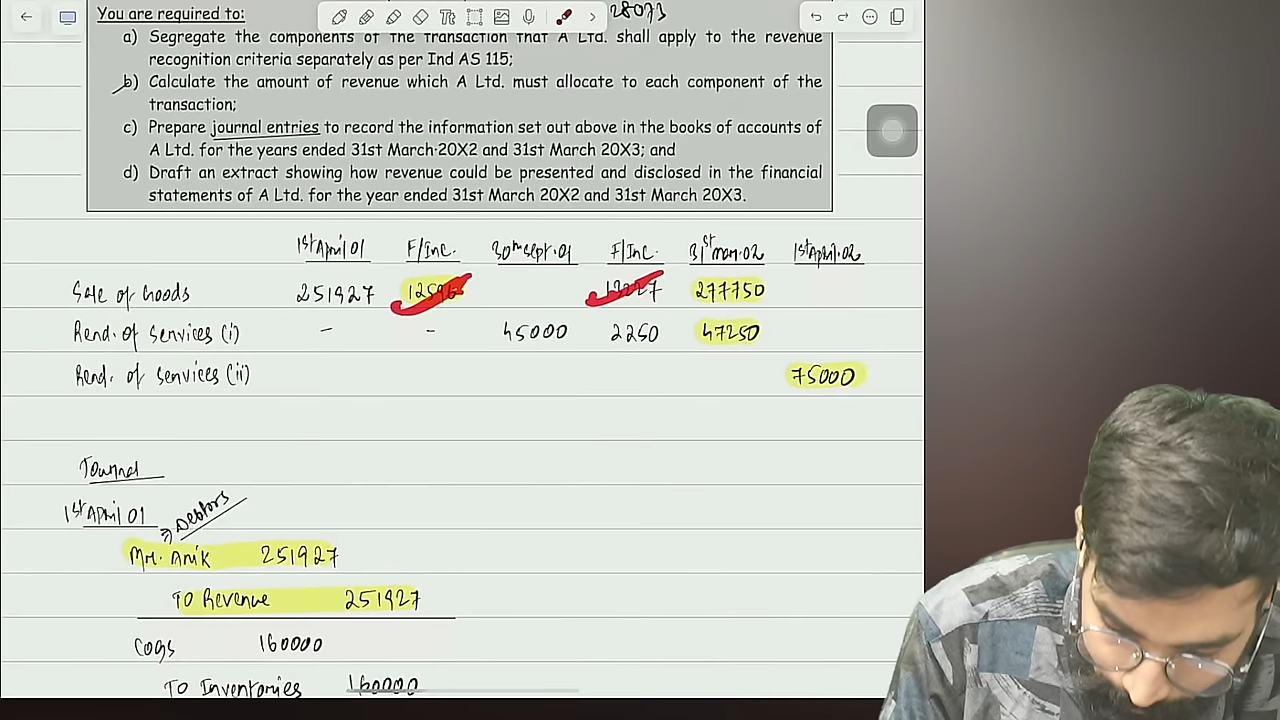 28073
You are required to:
a) Segregate the components of the transaction that A Ltd. shall apply to the revenue
recognition criteria separately as per Ind AS 115;
b) Calculate the amount of revenue which A Ltd. must allocate to each component of the
transaction;
c) Prepare journal entries to record the information set out above in the books of accounts of
A Ltd. for the years ended 31st March·20X2 and 31st March 20X3; and
d) Draft an extract showing how revenue could be presented and disclosed in the financial
statements of A Ltd. for the year ended 31st March 20X2 and 31st March 20X3.
1st April 01 F/Inc. 30th sept. 01 F/Inc. 31st mar. 02 1st April. 02
Sale of Goods 251927 277750
Rend. of services (i) - - 45000 2250 47250
Rend. of services (ii) 75000
Journal
1st April 01
⇒ Debtors
Mr. Anik 251927
To Revenue 251927
COGS 160000
To Inventories 160000